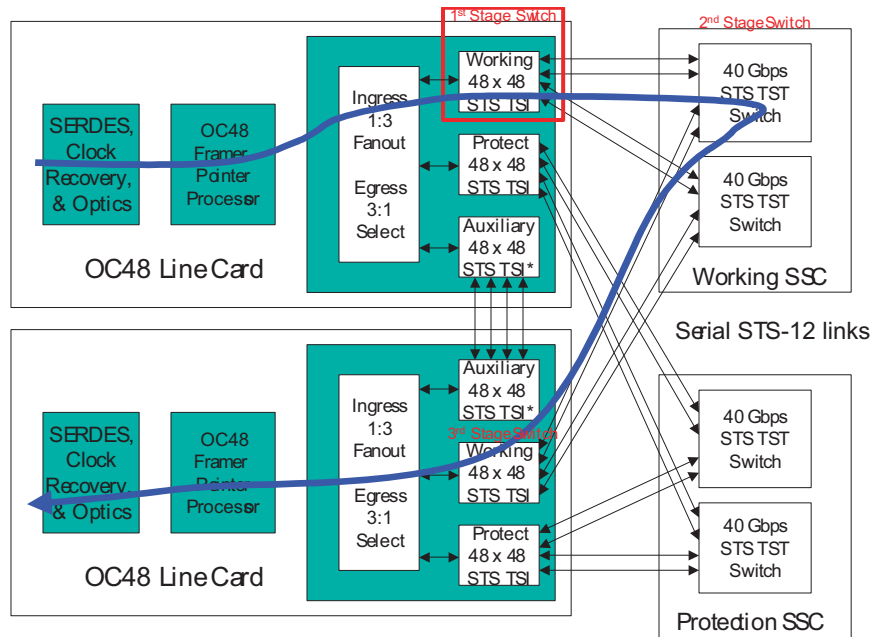 1st Stage Switch
2nd Stage Switch
SERDES,
Clock
Recovery,
& Optics
OC48
Framer
Pointer
Processor
Ingress
1:3
Fanout
Egress
3:1
Select
Working
48 x 48
STS TSI
Protect
48 x 48
STS TSI
Auxiliary
48 x 48
STS TSI*
OC48 Line Card
40 Gbps
STS TST
Switch
40 Gbps
STS TST
Switch
Working SSC
Serial STS-12 links
SERDES,
Clock
Recovery,
& Optics
OC48
Framer
Pointer
Processor
Ingress
1:3
Fanout
Egress
3:1
Select
Auxiliary
48 x 48
STS TSI*
3rd Stage Switch
Working
48 x 48
STS TSI
Protect
48 x 48
STS TSI
OC48 Line Card
40 Gbps
STS TST
Switch
40 Gbps
STS TST
Switch
Protection SSC